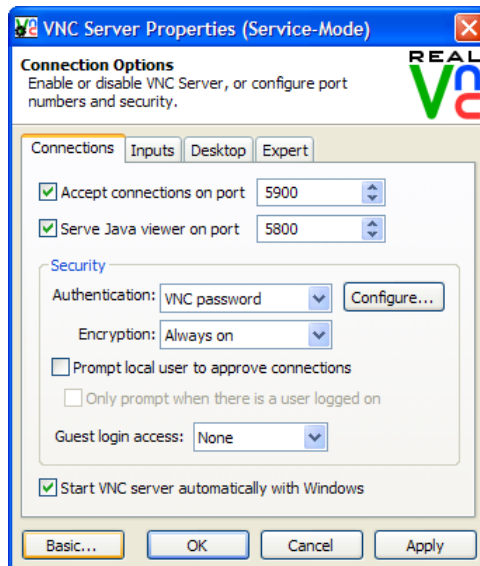 VNC Server Properties (Service-Mode)
Connection Options
Enable or disable VNC Server, or configure port
numbers and security.
REAL
VNC
Connections Inputs Desktop Expert
Accept connections on port 5900
Serve Java viewer on port 5800
Security
Authentication: VNC password Configure...
Encryption: Always on
Prompt local user to approve connections
Only prompt when there is a user logged on
Guest login access: None
Start VNC server automatically with Windows
Basic... OK Cancel Apply